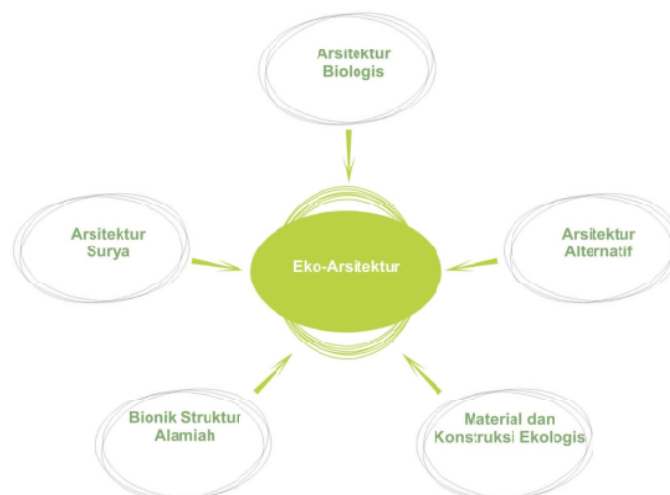 Arsitektur
Biologis
Arsitektur
Surya
Eko-Arsitektur
Arsitektur
Alternatif
Bionik Struktur
Alamiah
Material dan
Konstruksi Ekologis